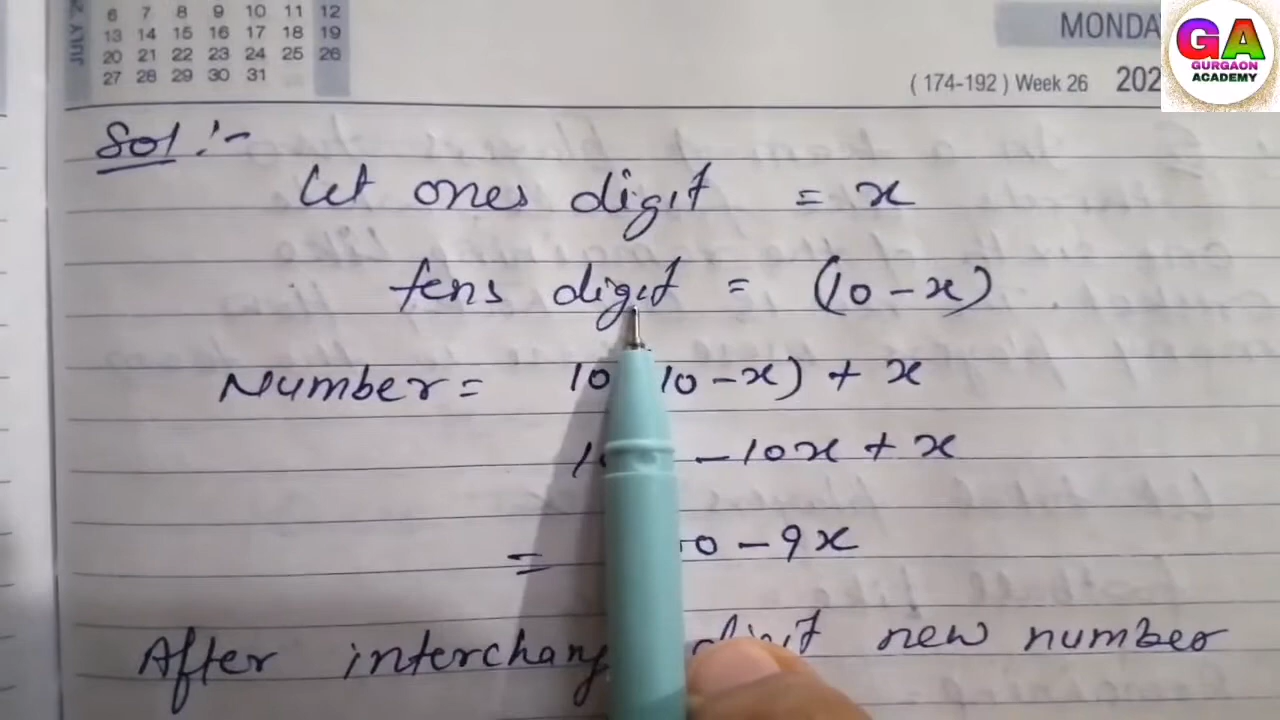 JULY
6 7 8 9 10 11 12
13 14 15 16 17 18 19
20 21 22 23 24 25 26
27 28 29 30 31
MONDA
(174-192) Week 26 202
GA
GURGAON
ACADEMY
Sol :-
Let ones digit = x
tens digit = (10-x)
Number = 10 10-x) + x
-10x + x
= 0 - 9x
After interchang digit new number